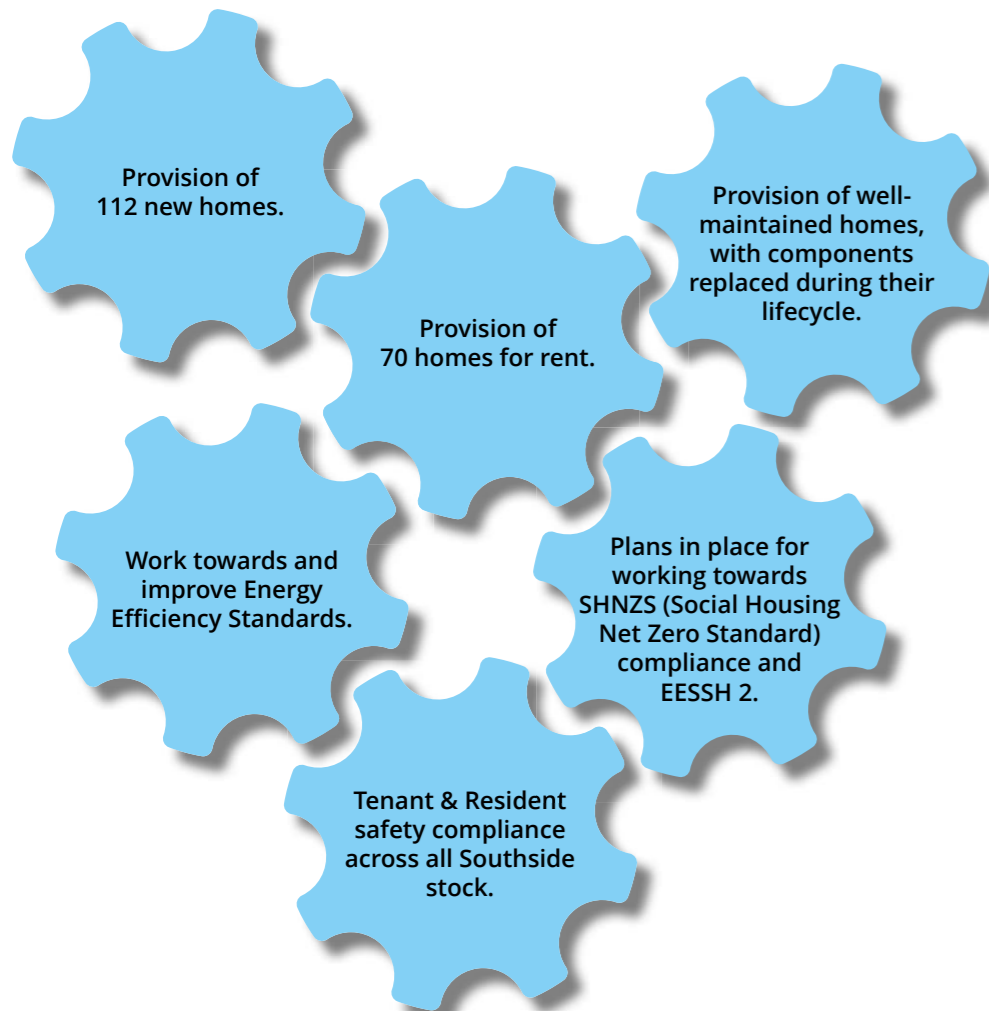 Provision of
112 new homes.
Provision of well-
maintained homes,
with components
replaced during their
lifecycle.
Provision of
70 homes for rent.
Work towards and
improve Energy
Efficiency Standards.
Plans in place for
working towards
SHNZS (Social Housing
Net Zero Standard)
compliance and
EESSH 2.
Tenant & Resident
safety compliance
across all Southside
stock.